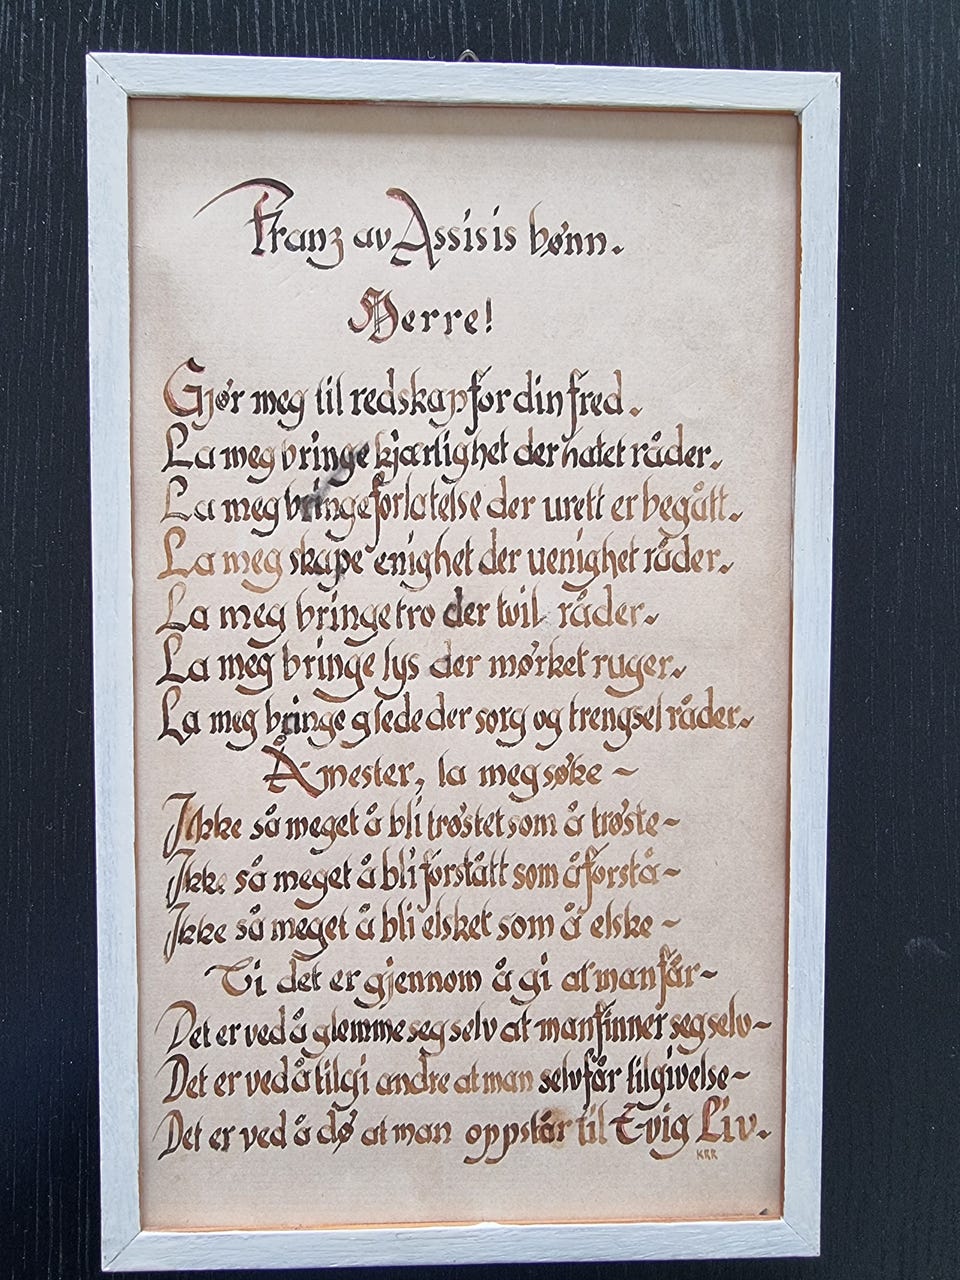 Franz av Assisis bønn.
Herre!
Gjør meg til redskap for din fred.
La meg bringe kjærlighet der hatet råder.
La meg bringe forlatelse der urett er begått.
La meg skape enighet der uenighet råder.
La meg bringe tro der tvil råder.
La meg bringe lys der mørket ruger.
La meg bringe glede der sorg og trengsel råder.
Å mester, la meg søke ~
Ikke så meget å bli trøstet som å trøste ~
Ikke så meget å bli forstått som å forstå ~
Ikke så meget å bli elsket som å elske ~
Ti det er gjennom å gi at man får ~
Det er ved å glemme seg selv at man finner seg selv ~
Det er ved å tilgi andre at man selv får tilgivelse ~
Det er ved å dø at man oppstår til Evig Liv.
KRR